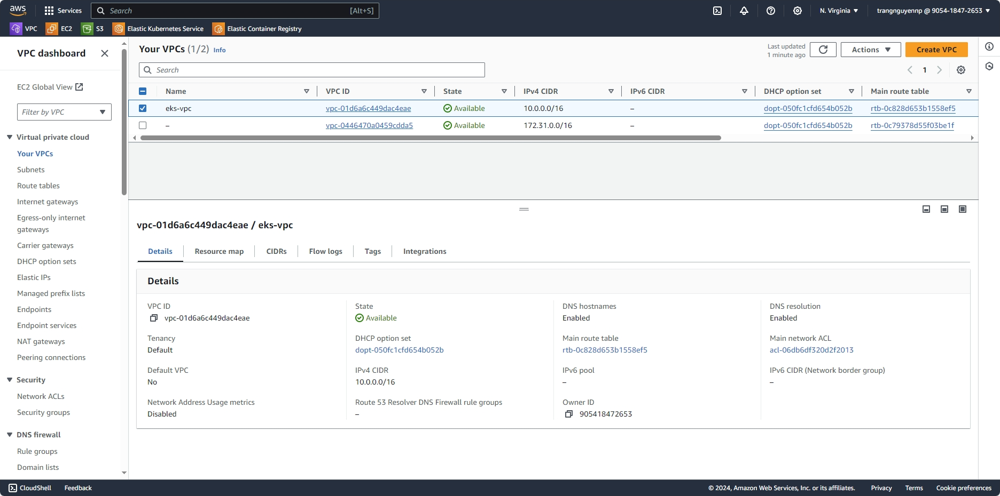 aws
Services
Search [Alt+S]
N. Virginia
trangnguyennp @ 9054-1847-2653
VPC
EC2
S3
Elastic Kubernetes Service
Elastic Container Registry
VPC dashboard
EC2 Global View
Filter by VPC
Virtual private cloud
Your VPCs
Subnets
Route tables
Internet gateways
Egress-only internet
gateways
Carrier gateways
DHCP option sets
Elastic IPs
Managed prefix lists
Endpoints
Endpoint services
NAT gateways
Peering connections
Security
Network ACLs
Security groups
DNS firewall
Rule groups
Domain lists
Your VPCs (1/2) Info
Last updated
1 minute ago
Actions
Create VPC
Search
1
Name VPC ID State IPv4 CIDR IPv6 CIDR DHCP option set Main route table
eks-vpc vpc-01d6a6c449dac4eae Available 10.0.0.0/16 – dopt-050fc1cfd654b052b rtb-0c828d653b1558ef5
– vpc-0446470a0459cdda5 Available 172.31.0.0/16 – dopt-050fc1cfd654b052b rtb-0c79378d55f03be1f
vpc-01d6a6c449dac4eae / eks-vpc
Details Resource map CIDRs Flow logs Tags Integrations
Details
VPC ID
vpc-01d6a6c449dac4eae
State
Available
DNS hostnames
Enabled
DNS resolution
Enabled
Tenancy
Default
DHCP option set
dopt-050fc1cfd654b052b
Main route table
rtb-0c828d653b1558ef5
Main network ACL
acl-06db6df320d2f2013
Default VPC
No
IPv4 CIDR
10.0.0.0/16
IPv6 pool
–
IPv6 CIDR (Network border group)
–
Network Address Usage metrics
Disabled
Route 53 Resolver DNS Firewall rule groups
–
Owner ID
905418472653
CloudShell
Feedback
© 2024, Amazon Web Services, Inc. or its affiliates.
Privacy
Terms
Cookie preferences